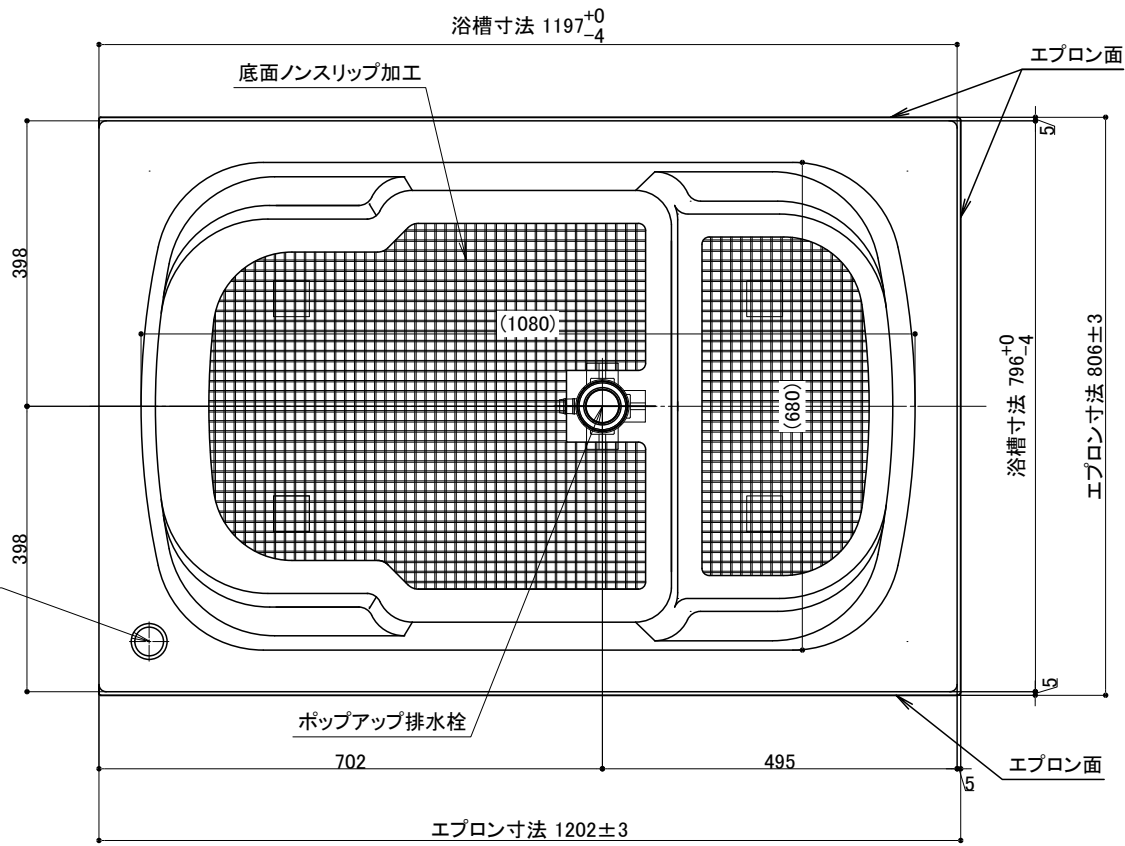 浴槽寸法 1197+0 -4
エプロン面
底面ノンスリップ加工
5
398
(1080)
(680)
浴槽寸法 796+0 -4
エプロン寸法 806±3
398
5
ポップアップ排水栓
702
495
エプロン面
5
エプロン寸法 1202±3